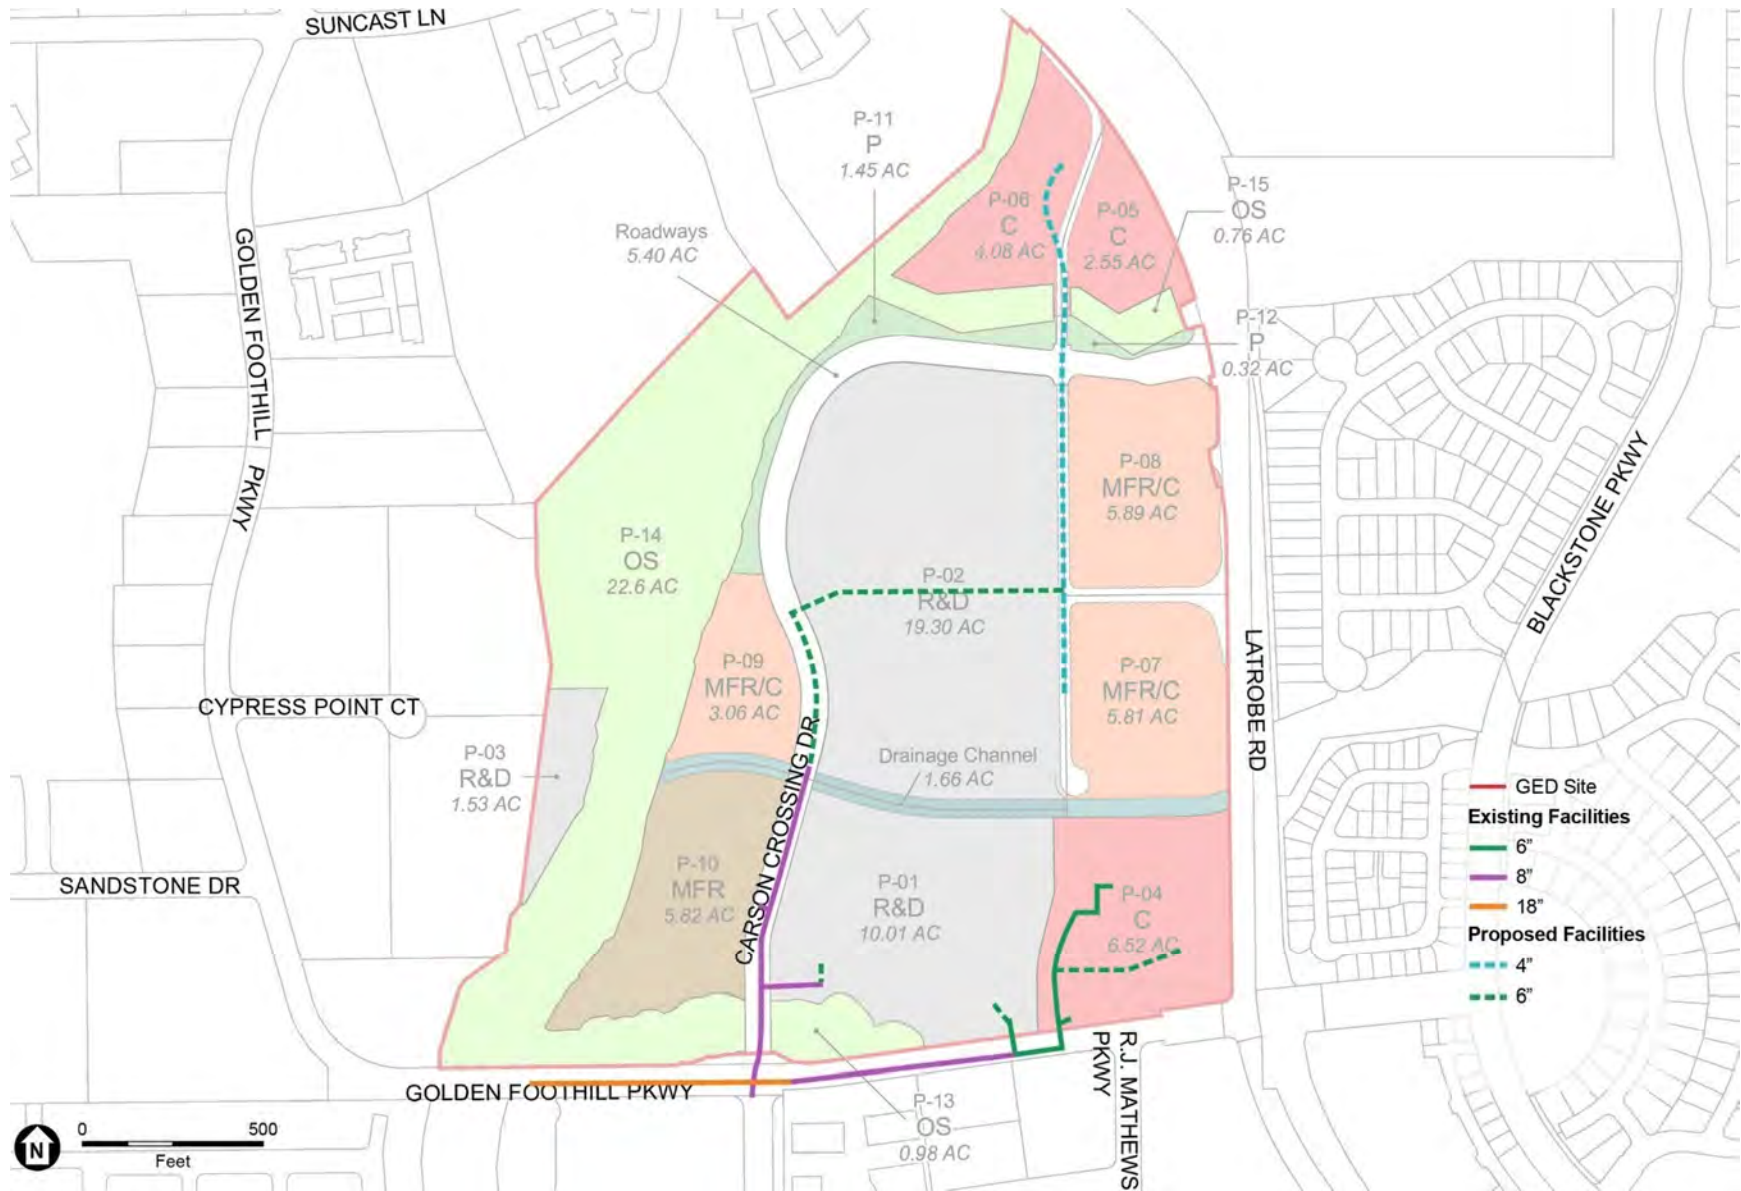 SUNCAST LN
P-11
P
1.45 AC
P-15
OS
0.76 AC
P-06
C
4.08 AC
P-05
C
2.55 AC
Roadways
5.40 AC
GOLDEN FOOTHILL PKWY
P-12
P
0.32 AC
P-08
MFR/C
5.89 AC
BLACKSTONE PKWY
P-14
OS
22.6 AC
P-02
R&D
19.30 AC
P-09
MFR/C
3.06 AC
P-07
MFR/C
5.81 AC
LATROBE RD
CYPRESS POINT CT
P-03
R&D
1.53 AC
CARSON CROSSING DR
Drainage Channel
1.66 AC
SANDSTONE DR
P-10
MFR
5.82 AC
P-01
R&D
10.01 AC
P-04
C
6.52 AC
GED Site
Existing Facilities
6"
8"
18"
Proposed Facilities
4"
6"
R.J. MATHEWS
PKWY
GOLDEN FOOTHILL PKWY
P-13
OS
0.98 AC
N
0 500
Feet